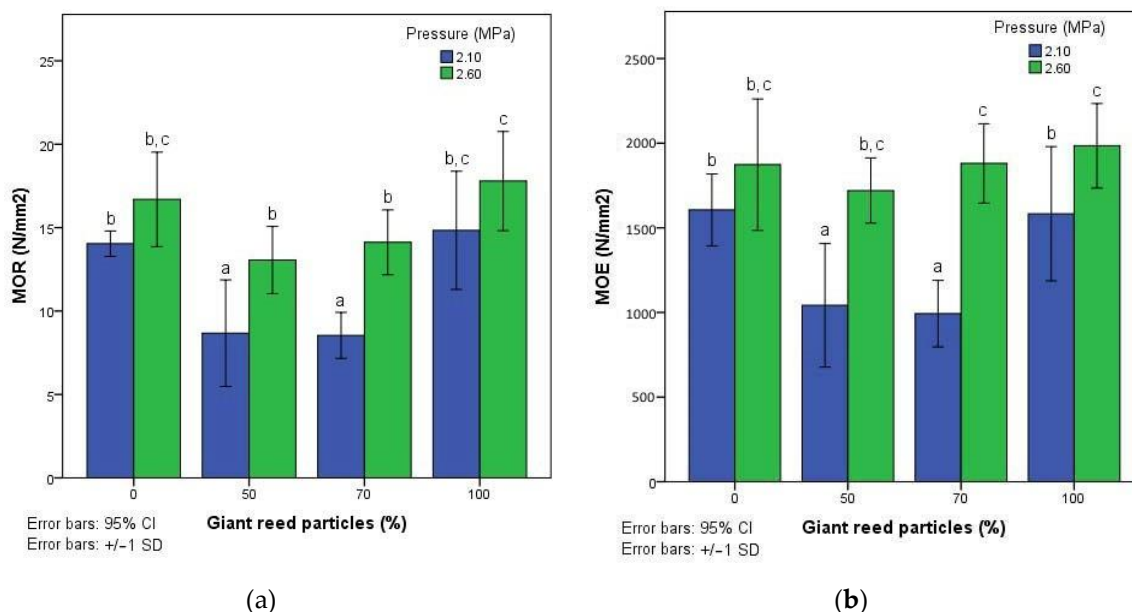 Pressure (MPa)
2.10
2.60
25
20
15
10
5
0
MOR (N/mm2)
b
b,c
a
b
a
b
b,c
c
0
50
70
100
Giant reed particles (%)
Error bars: 95% CI
Error bars: +/−1 SD
(a)
Pressure (MPa)
2.10
2.60
2500
2000
1500
1000
500
0
MOE (N/mm2)
b
b,c
a
b,c
a
c
b
c
0
50
70
100
Giant reed particles (%)
Error bars: 95% CI
Error bars: +/−1 SD
(b)